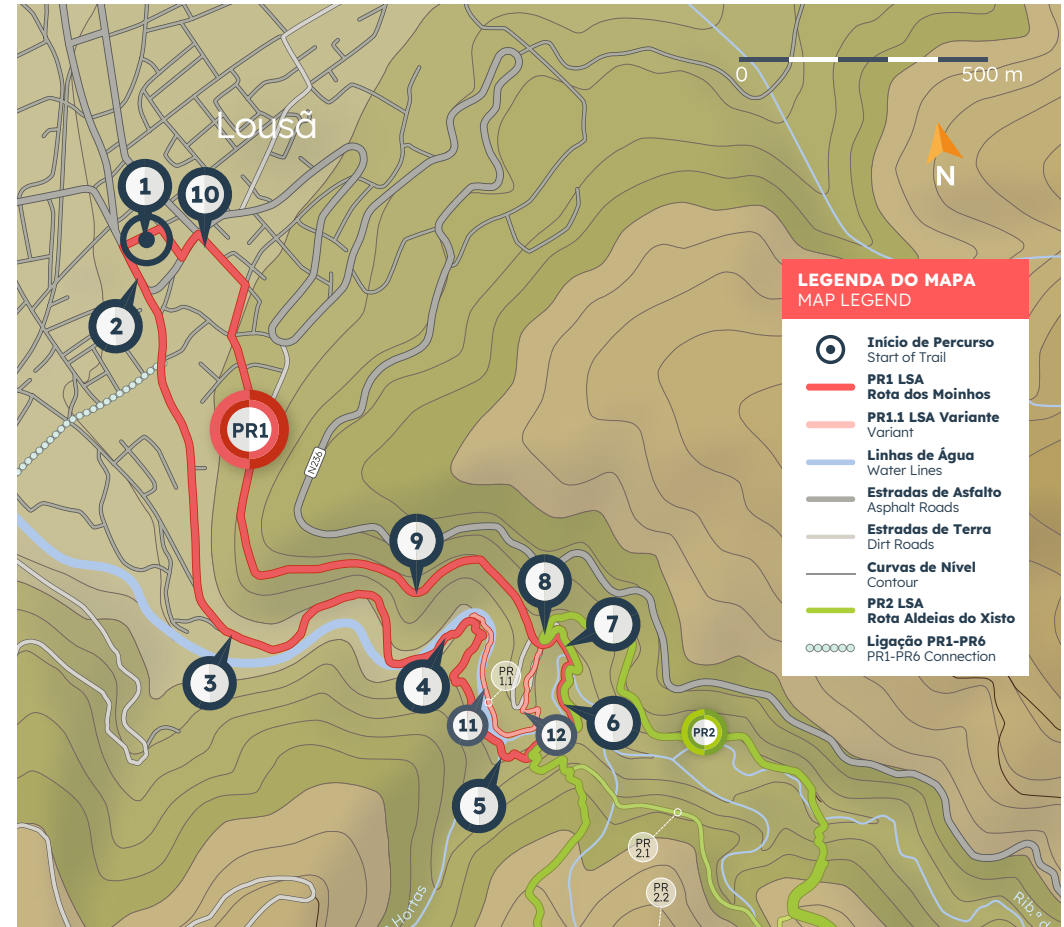 0
500 m
Lousã
N
1
10
2
LEGENDA DO MAPA
MAP LEGEND
Início de Percurso
Start of Trail
PR1 LSA
Rota dos Moinhos
PR1.1 LSA Variante
Variant
Linhas de Água
Water Lines
Estradas de Asfalto
Asphalt Roads
Estradas de Terra
Dirt Roads
Curvas de Nível
Contour
PR2 LSA
Rota Aldeias do Xisto
Ligação PR1-PR6
PR1-PR6 Connection
PR1
N236
9
8
7
3
4
PR
1.1
11
12
6
PR2
5
PR
2.1
PR
2.2
Hortas
Rib.ª d